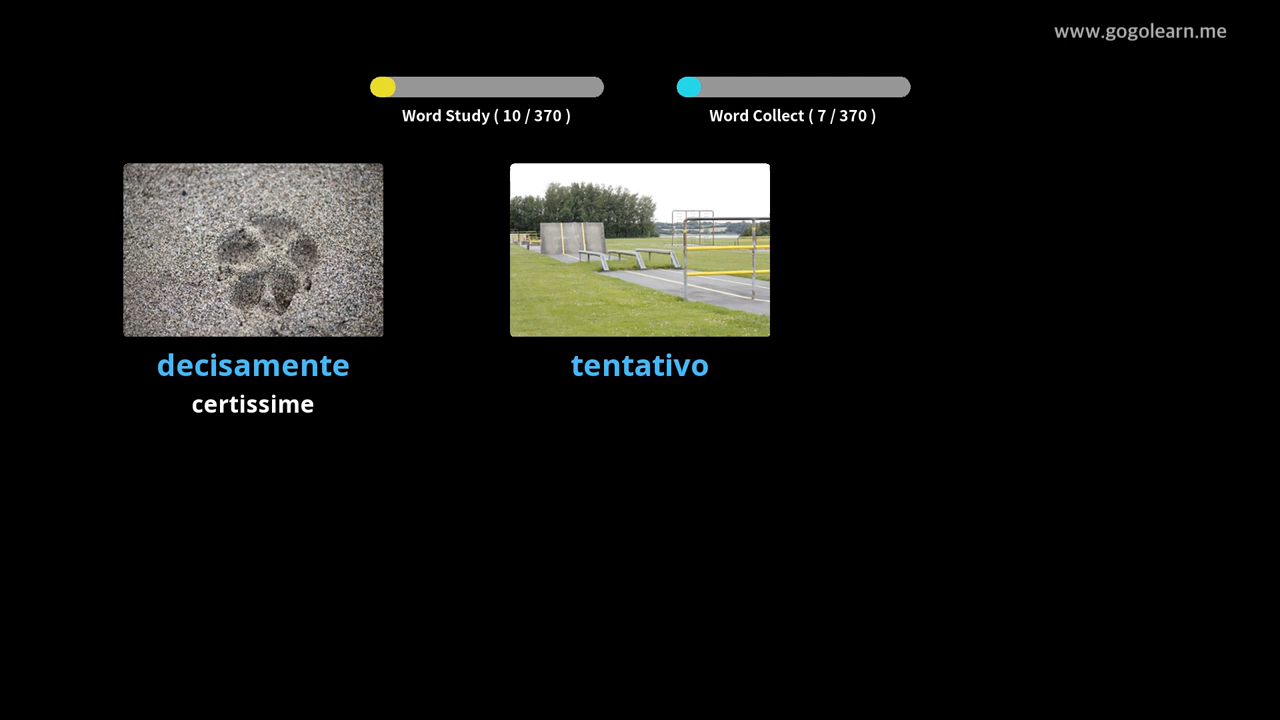 www.gogolearn.me
Word Study ( 10 / 370 )
Word Collect ( 7 / 370 )
decisamente
certissime
tentativo